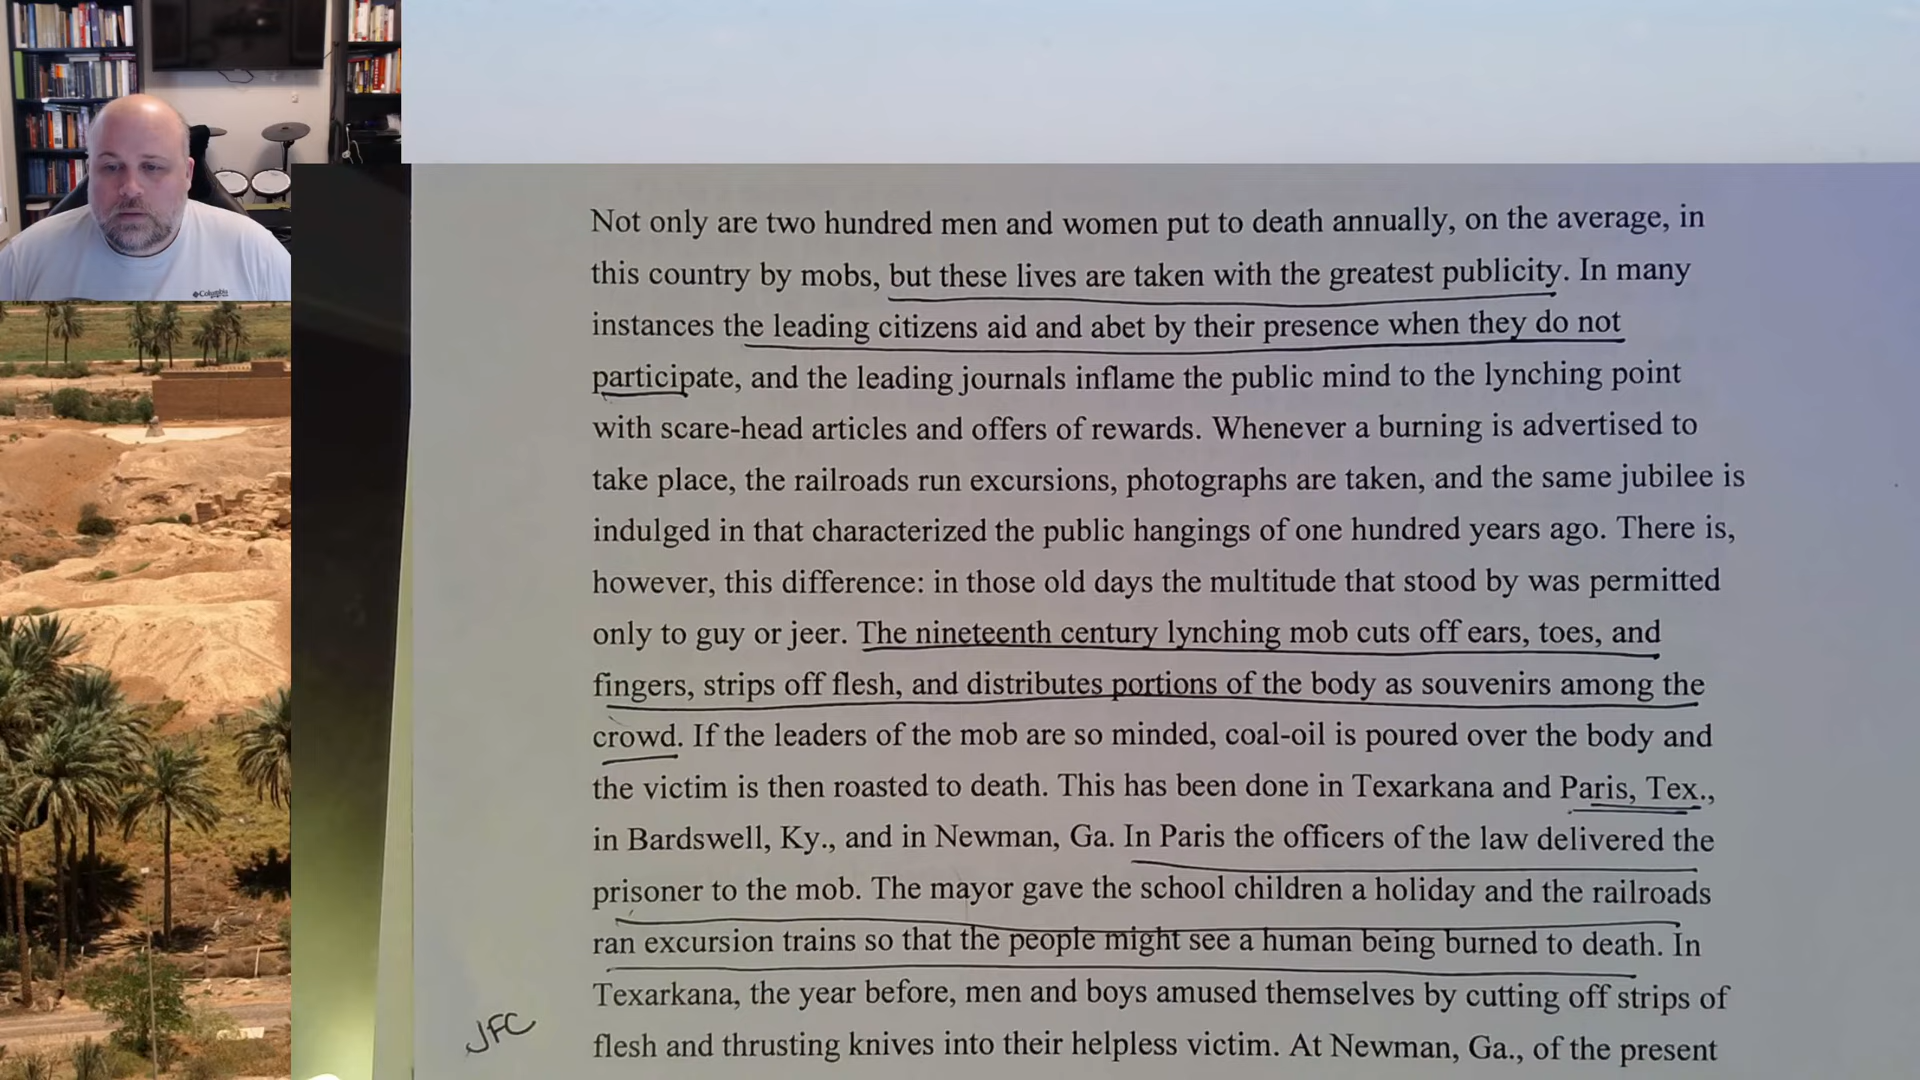 Columbia
Not only are two hundred men and women put to death annually, on the average, in
this country by mobs, but these lives are taken with the greatest publicity. In many
instances the leading citizens aid and abet by their presence when they do not
participate, and the leading journals inflame the public mind to the lynching point
with scare-head articles and offers of rewards. Whenever a burning is advertised to
take place, the railroads run excursions, photographs are taken, and the same jubilee is
indulged in that characterized the public hangings of one hundred years ago. There is,
however, this difference: in those old days the multitude that stood by was permitted
only to guy or jeer. The nineteenth century lynching mob cuts off ears, toes, and
fingers, strips off flesh, and distributes portions of the body as souvenirs among the
crowd. If the leaders of the mob are so minded, coal-oil is poured over the body and
the victim is then roasted to death. This has been done in Texarkana and Paris, Tex.,
in Bardswell, Ky., and in Newman, Ga. In Paris the officers of the law delivered the
prisoner to the mob. The mayor gave the school children a holiday and the railroads
ran excursion trains so that the people might see a human being burned to death. In
Texarkana, the year before, men and boys amused themselves by cutting off strips of
flesh and thrusting knives into their helpless victim. At Newman, Ga., of the present
JFC